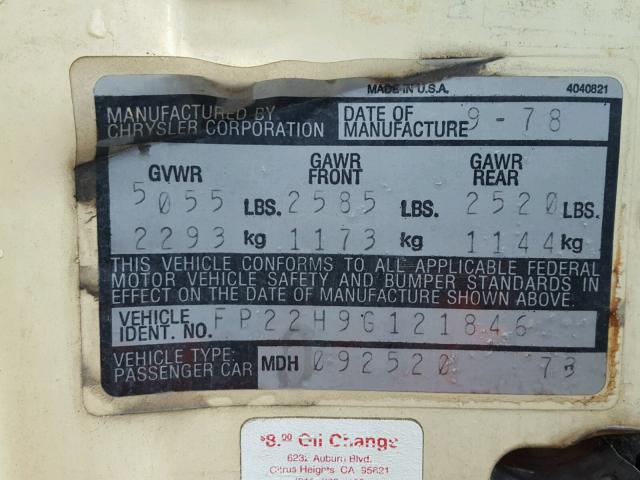 MADE IN U.S.A. 4040821
MANUFACTURED BY
CHRYSLER CORPORATION
DATE OF
MANUFACTURE 9-78
GVWR GAWR FRONT GAWR REAR
5055 LBS. 2585 LBS. 2520 LBS.
2293 kg 1173 kg 1144 kg
THIS VEHICLE CONFORMS TO ALL APPLICABLE FEDERAL
MOTOR VEHICLE SAFETY AND BUMPER STANDARDS IN
EFFECT ON THE DATE OF MANUFACTURE SHOWN ABOVE.
VEHICLE
IDENT. NO. FP22H9G121846
VEHICLE TYPE:
PASSENGER CAR MDH 092520 73
$8.00 Oil Change
6232 Auburn Blvd.
Citrus Heights, CA 95621